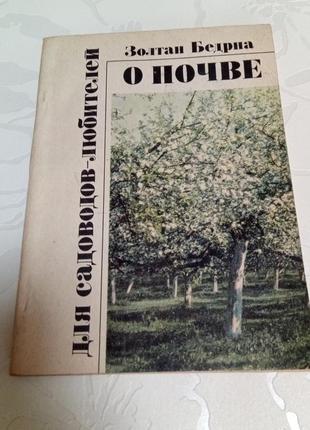 Золтан Бедрна
О ПОЧВЕ
ДЛЯ САДОВОДОВ-ЛЮБИТЕЛЕЙ